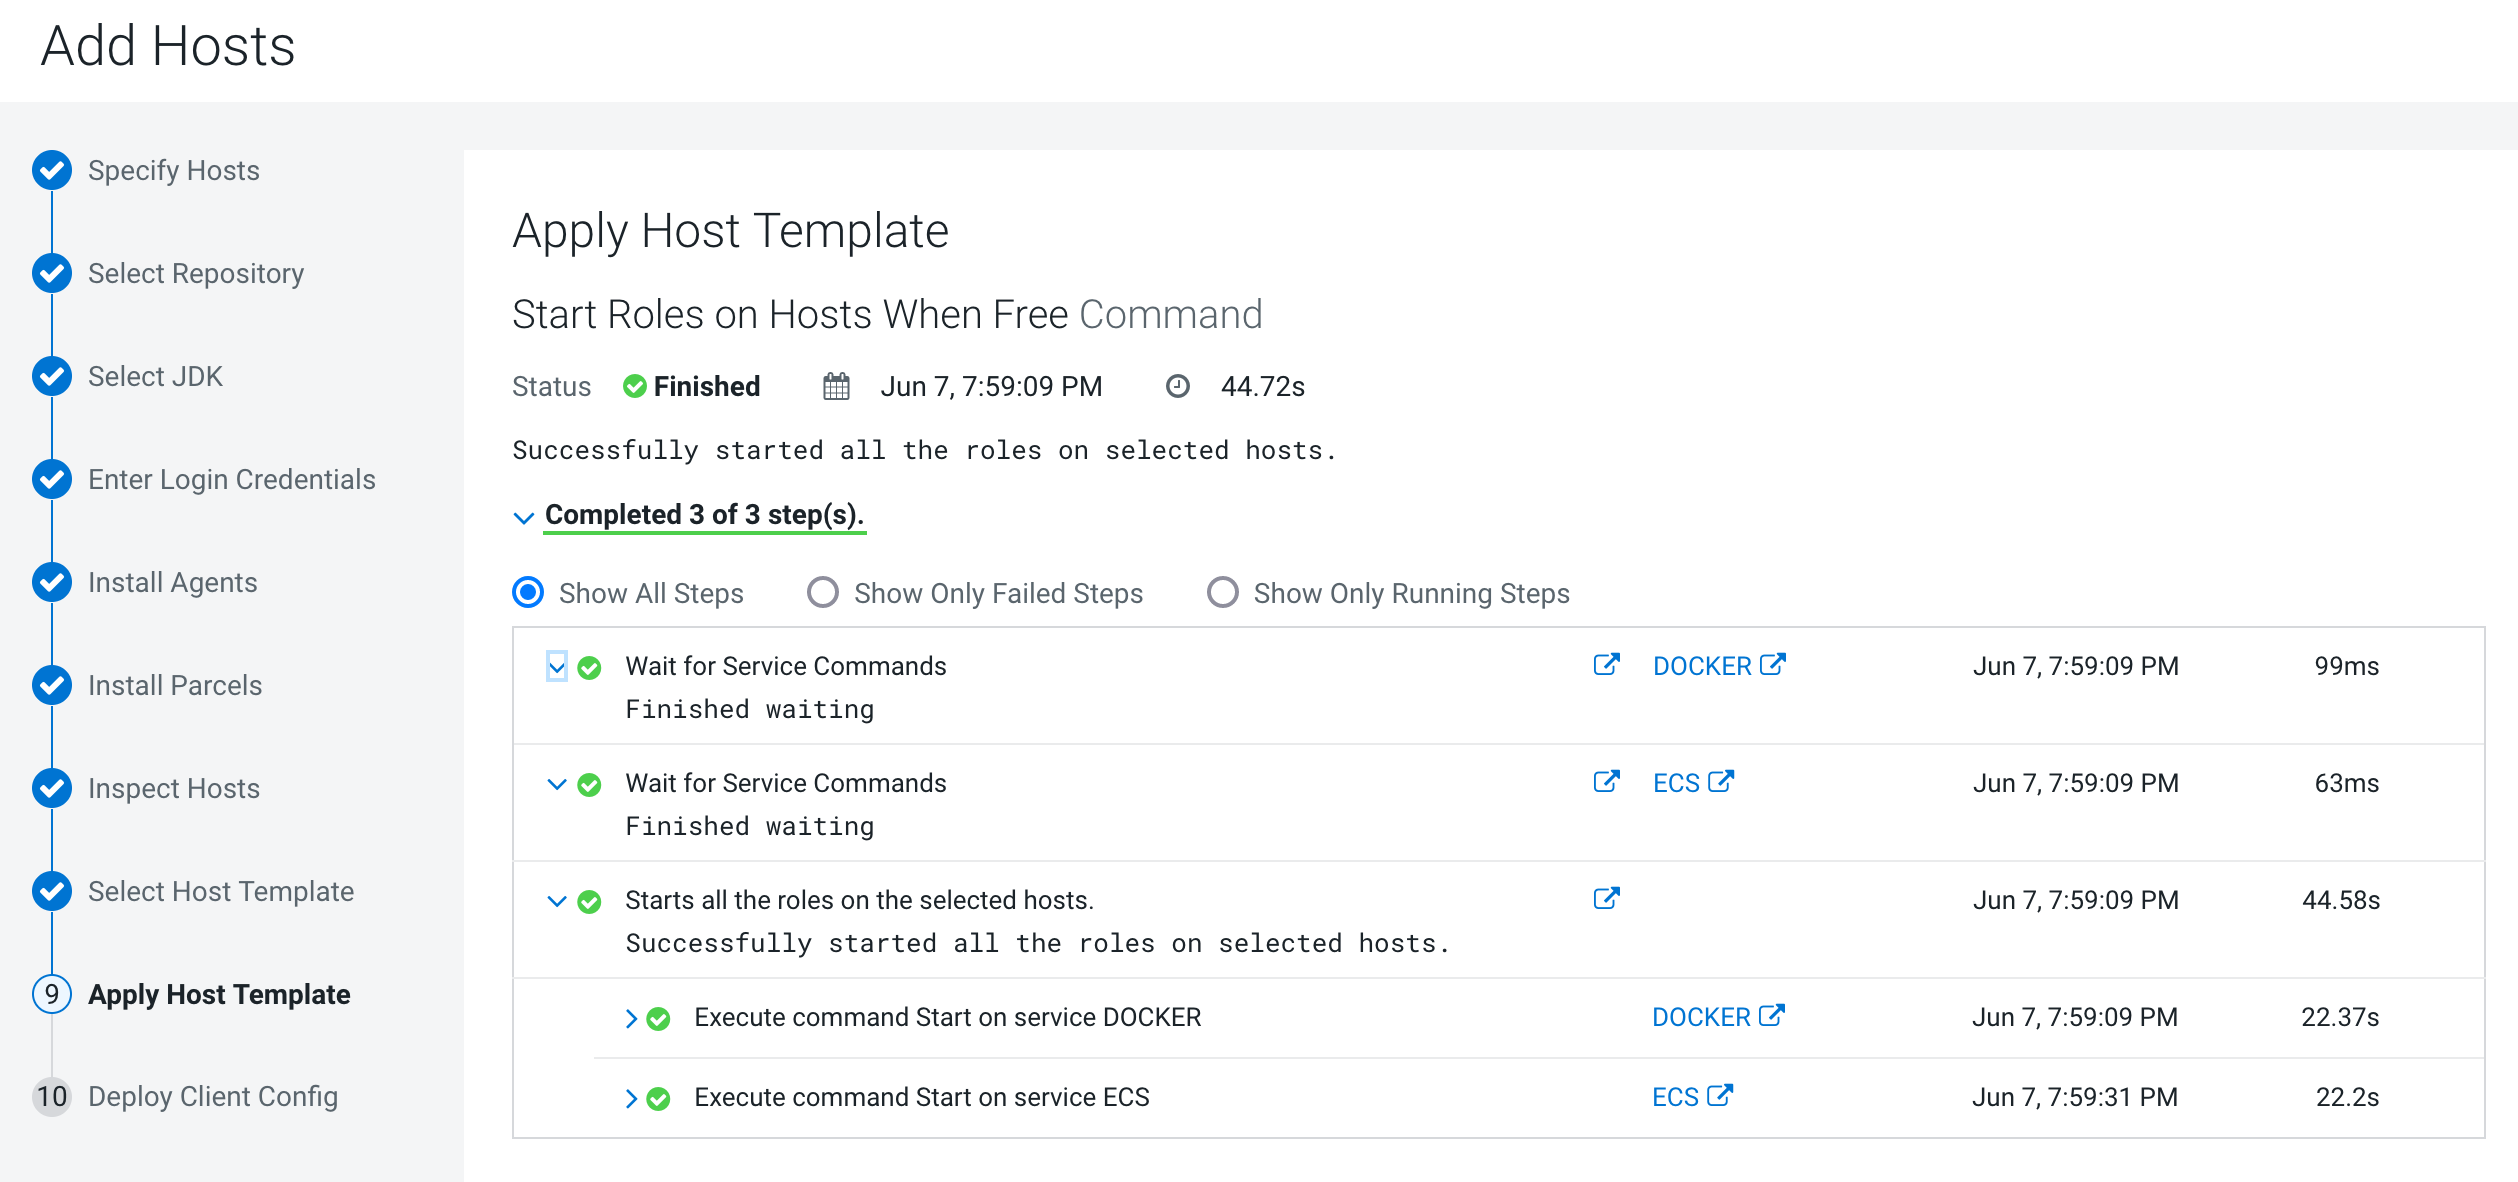 Add Hosts
Specify Hosts
Select Repository
Select JDK
Enter Login Credentials
Install Agents
Install Parcels
Inspect Hosts
Select Host Template
9 Apply Host Template
10 Deploy Client Config
Apply Host Template
Start Roles on Hosts When Free Command
Status Finished Jun 7, 7:59:09 PM 44.72s
Successfully started all the roles on selected hosts.
Completed 3 of 3 step(s).
Show All Steps Show Only Failed Steps Show Only Running Steps
Wait for Service Commands DOCKER Jun 7, 7:59:09 PM 99ms
Finished waiting
Wait for Service Commands ECS Jun 7, 7:59:09 PM 63ms
Finished waiting
Starts all the roles on the selected hosts. Jun 7, 7:59:09 PM 44.58s
Successfully started all the roles on selected hosts.
Execute command Start on service DOCKER DOCKER Jun 7, 7:59:09 PM 22.37s
Execute command Start on service ECS ECS Jun 7, 7:59:31 PM 22.2s